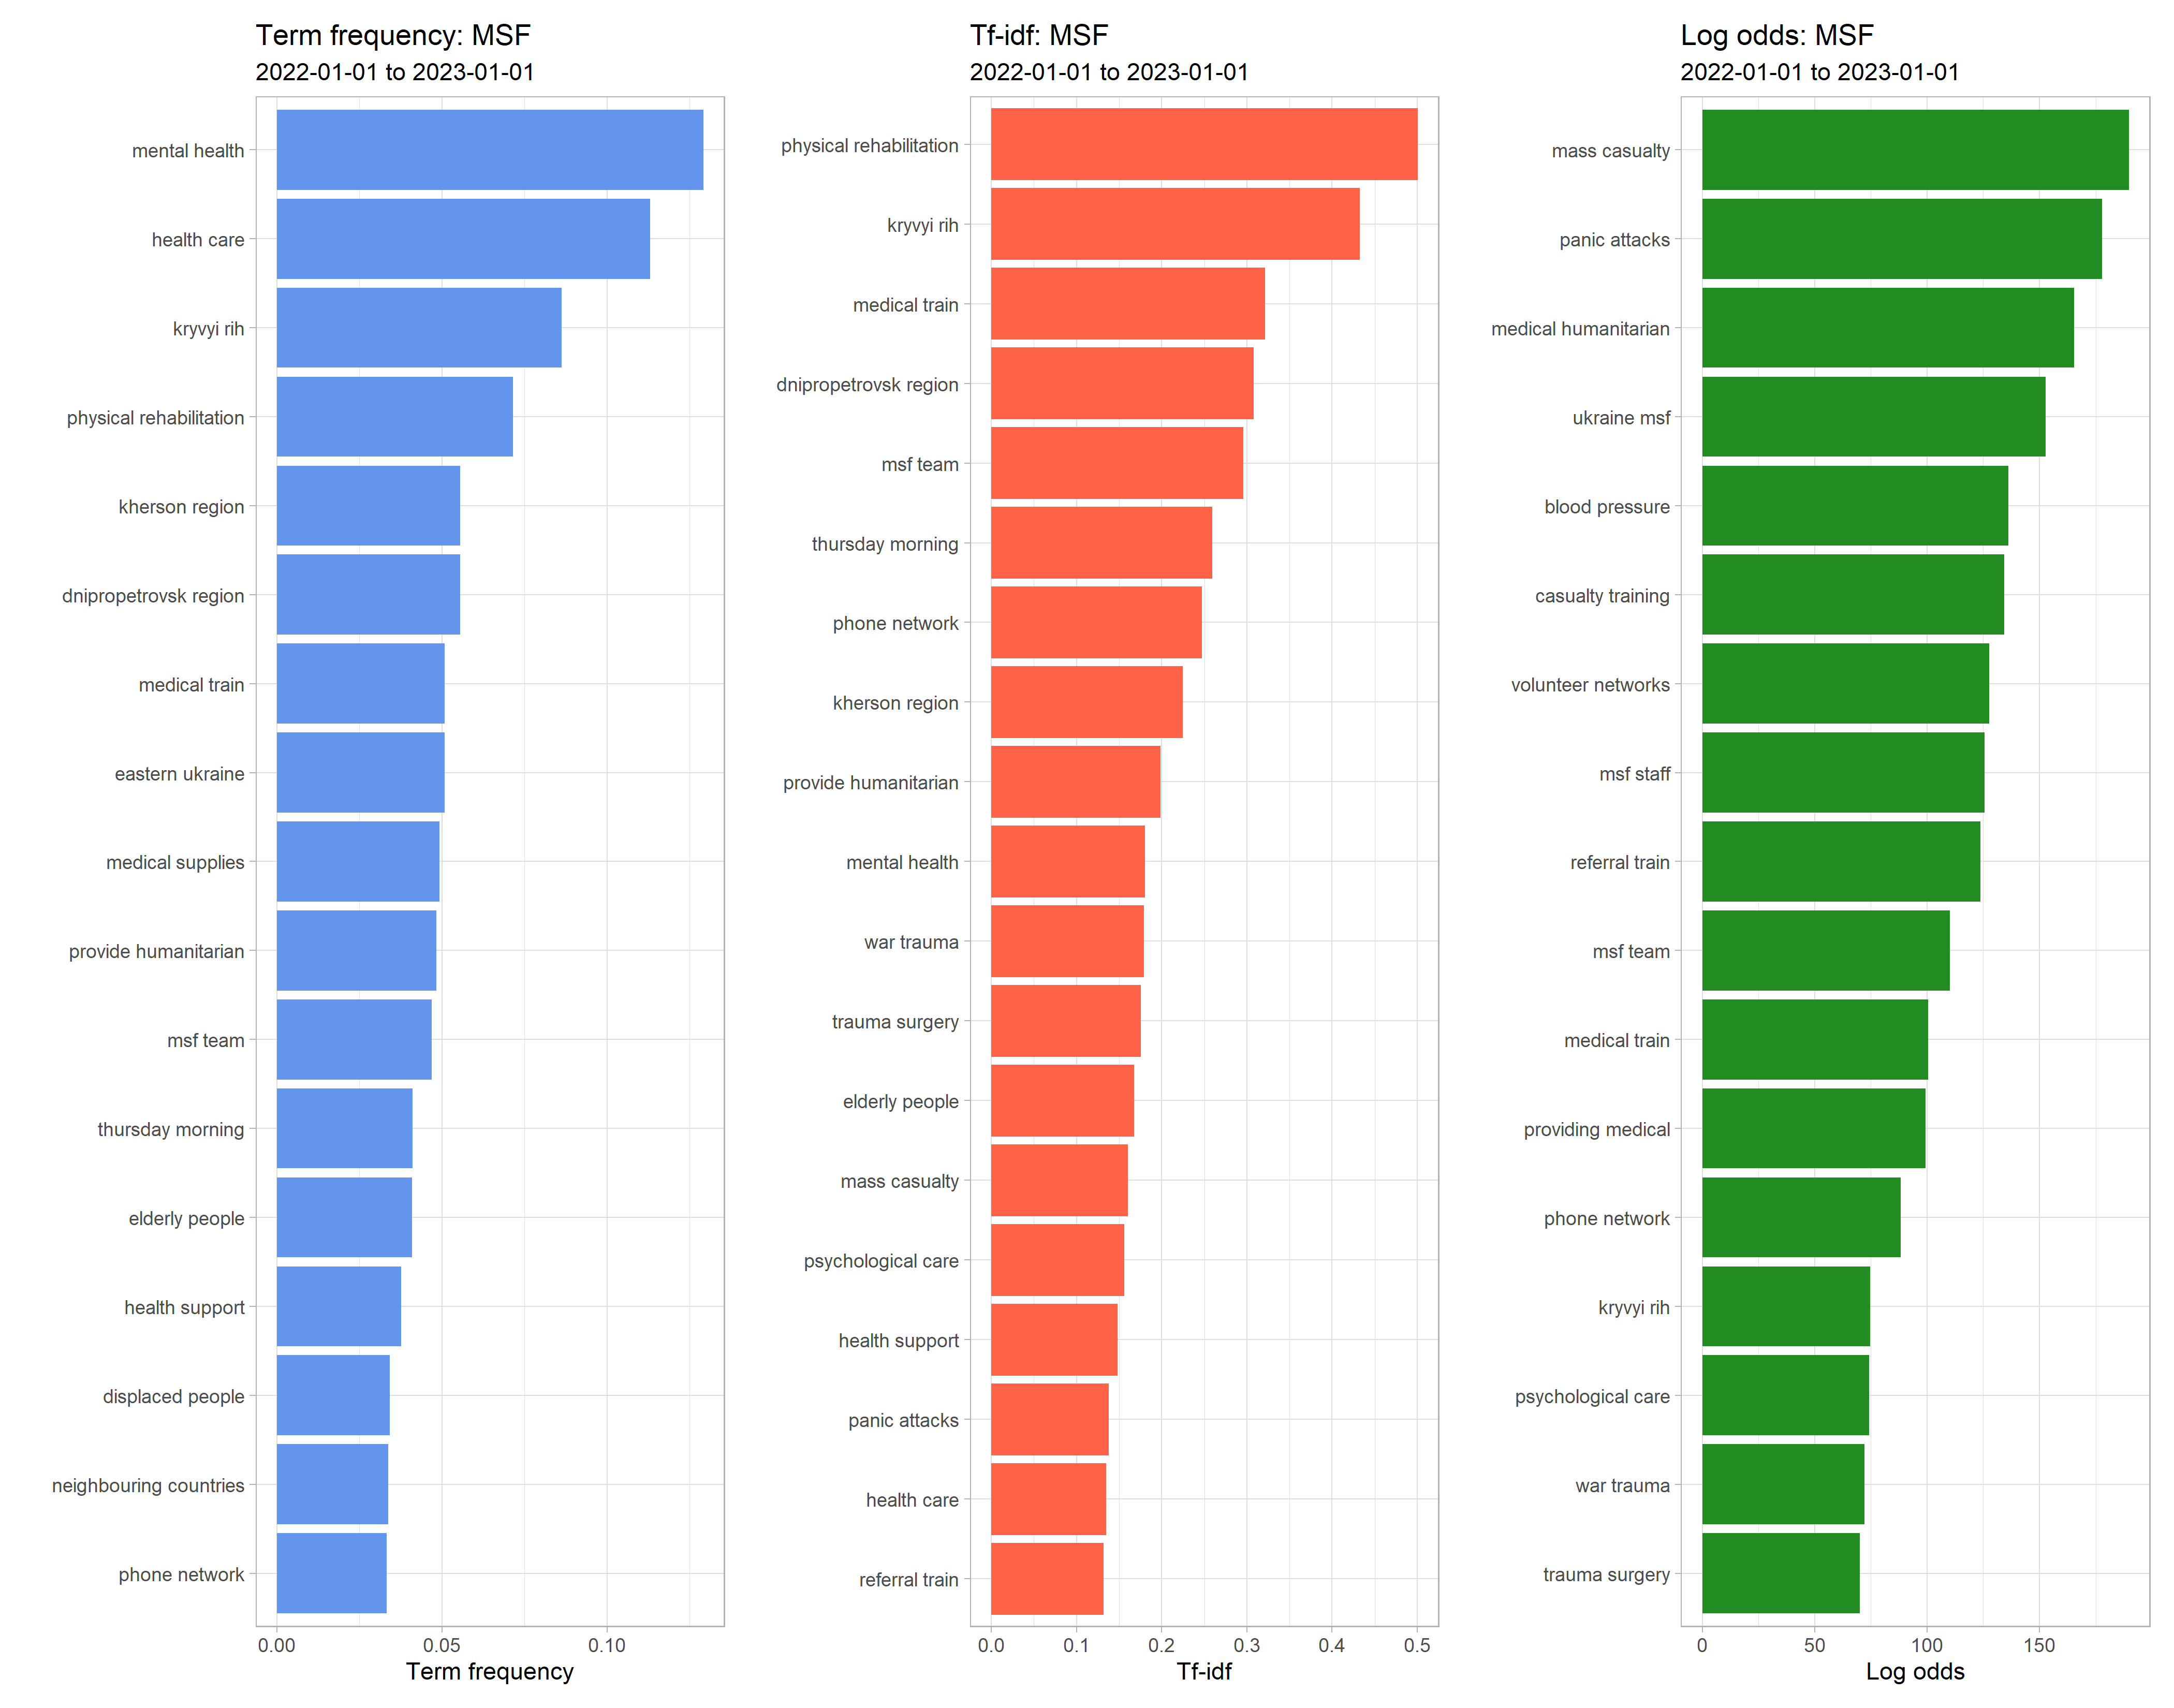 Term frequency: MSF
2022-01-01 to 2023-01-01
mental health
health care
kryvyi rih
physical rehabilitation
kherson region
dnipropetrovsk region
medical train
eastern ukraine
medical supplies
provide humanitarian
msf team
thursday morning
elderly people
health support
displaced people
neighbouring countries
phone network
0.00 0.05 0.10
Term frequency
Tf-idf: MSF
2022-01-01 to 2023-01-01
physical rehabilitation
kryvyi rih
medical train
dnipropetrovsk region
msf team
thursday morning
phone network
kherson region
provide humanitarian
mental health
war trauma
trauma surgery
elderly people
mass casualty
psychological care
health support
panic attacks
health care
referral train
0.0 0.1 0.2 0.3 0.4 0.5
Tf-idf
Log odds: MSF
2022-01-01 to 2023-01-01
mass casualty
panic attacks
medical humanitarian
ukraine msf
blood pressure
casualty training
volunteer networks
msf staff
referral train
msf team
medical train
providing medical
phone network
kryvyi rih
psychological care
war trauma
trauma surgery
0 50 100 150
Log odds